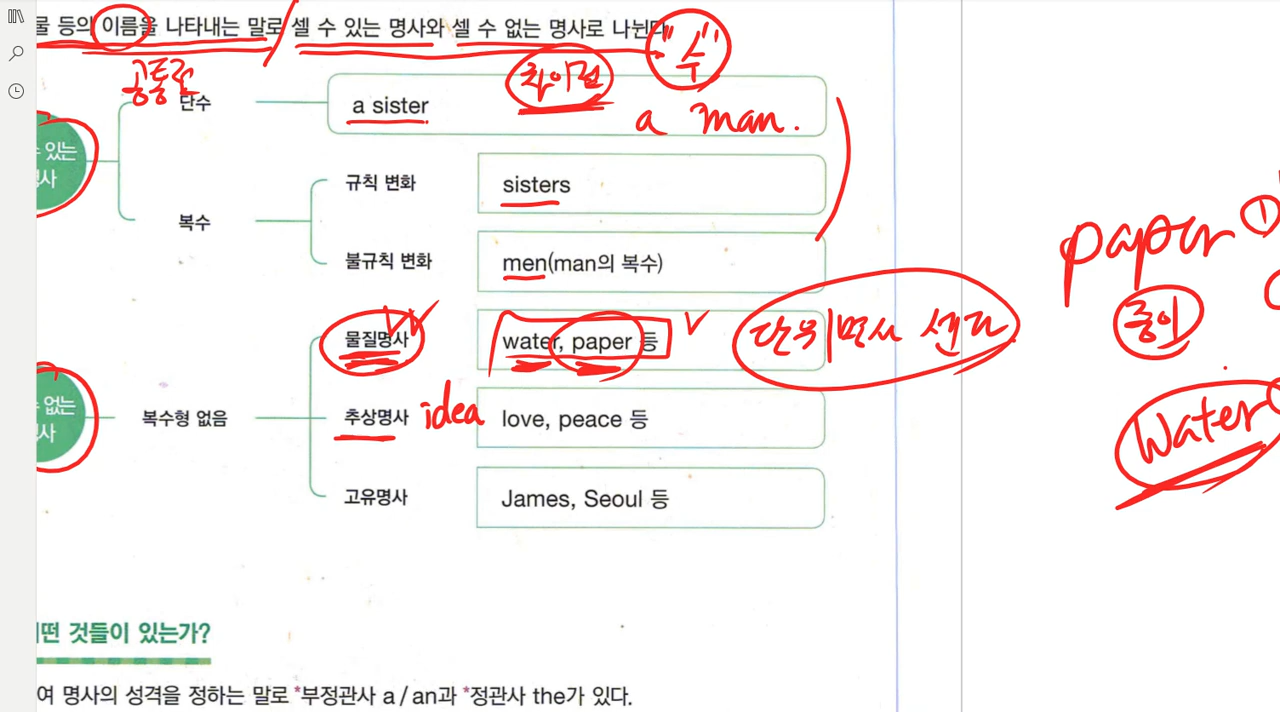 물 등의 이름을 나타내는 말로 / 셀 수 있는 명사와 셀 수 없는 명사로 나뉜다
"수"
공통점
차이점
단수
a sister
a man.
있는
사
규칙 변화
sisters
복수
불규칙 변화
men(man의 복수)
paper ①
종이
물질명사
water, paper 등
단위명사 센다
없는
사
복수형 없음
추상명사
idea
love, peace 등
water
고유명사
James, Seoul 등
떤 것들이 있는가?
여 명사의 성격을 정하는 말로 *부정관사 a / an과 *정관사 the가 있다.